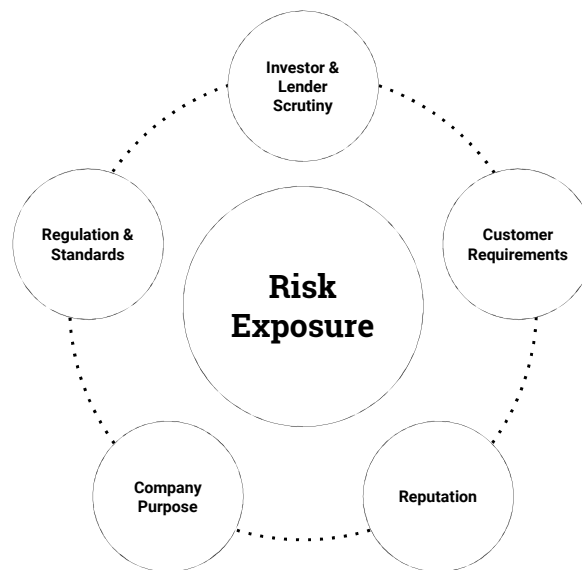 Investor &
Lender
Scrutiny
Regulation &
Standards
Customer
Requirements
Risk
Exposure
Company
Purpose
Reputation